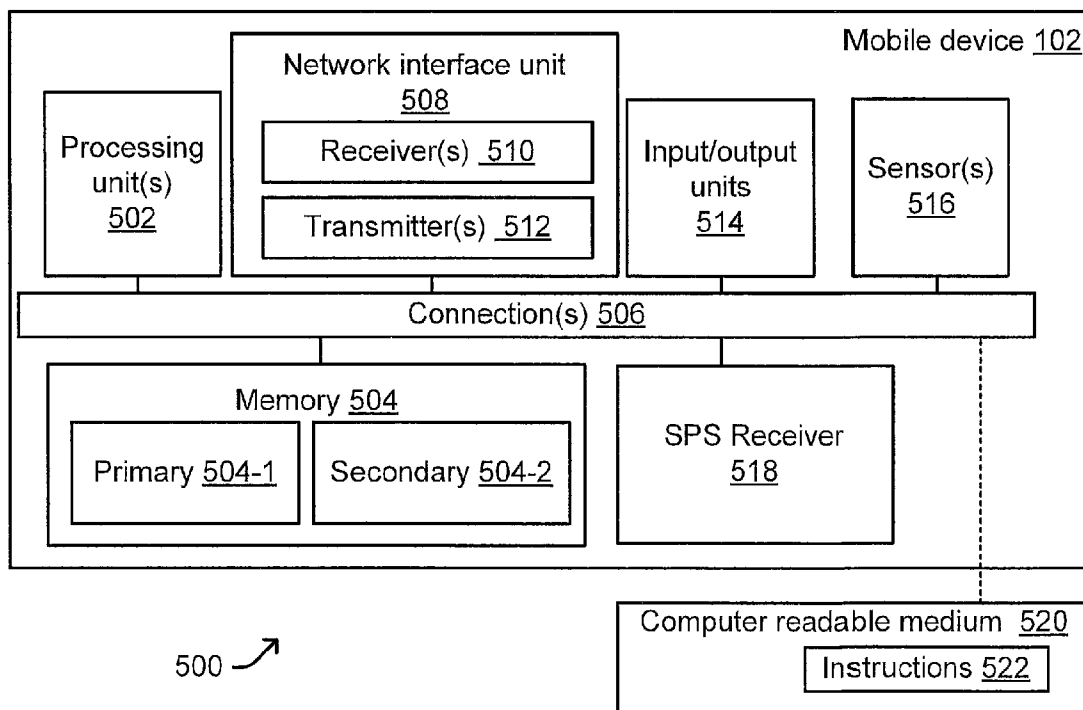 Mobile device 102
Network interface unit
508
Receiver(s) 510
Transmitter(s) 512
Processing
unit(s)
502
Input/output
units
514
Sensor(s)
516
Connection(s) 506
Memory 504
Primary 504-1
Secondary 504-2
SPS Receiver
518
Computer readable medium 520
Instructions 522
500